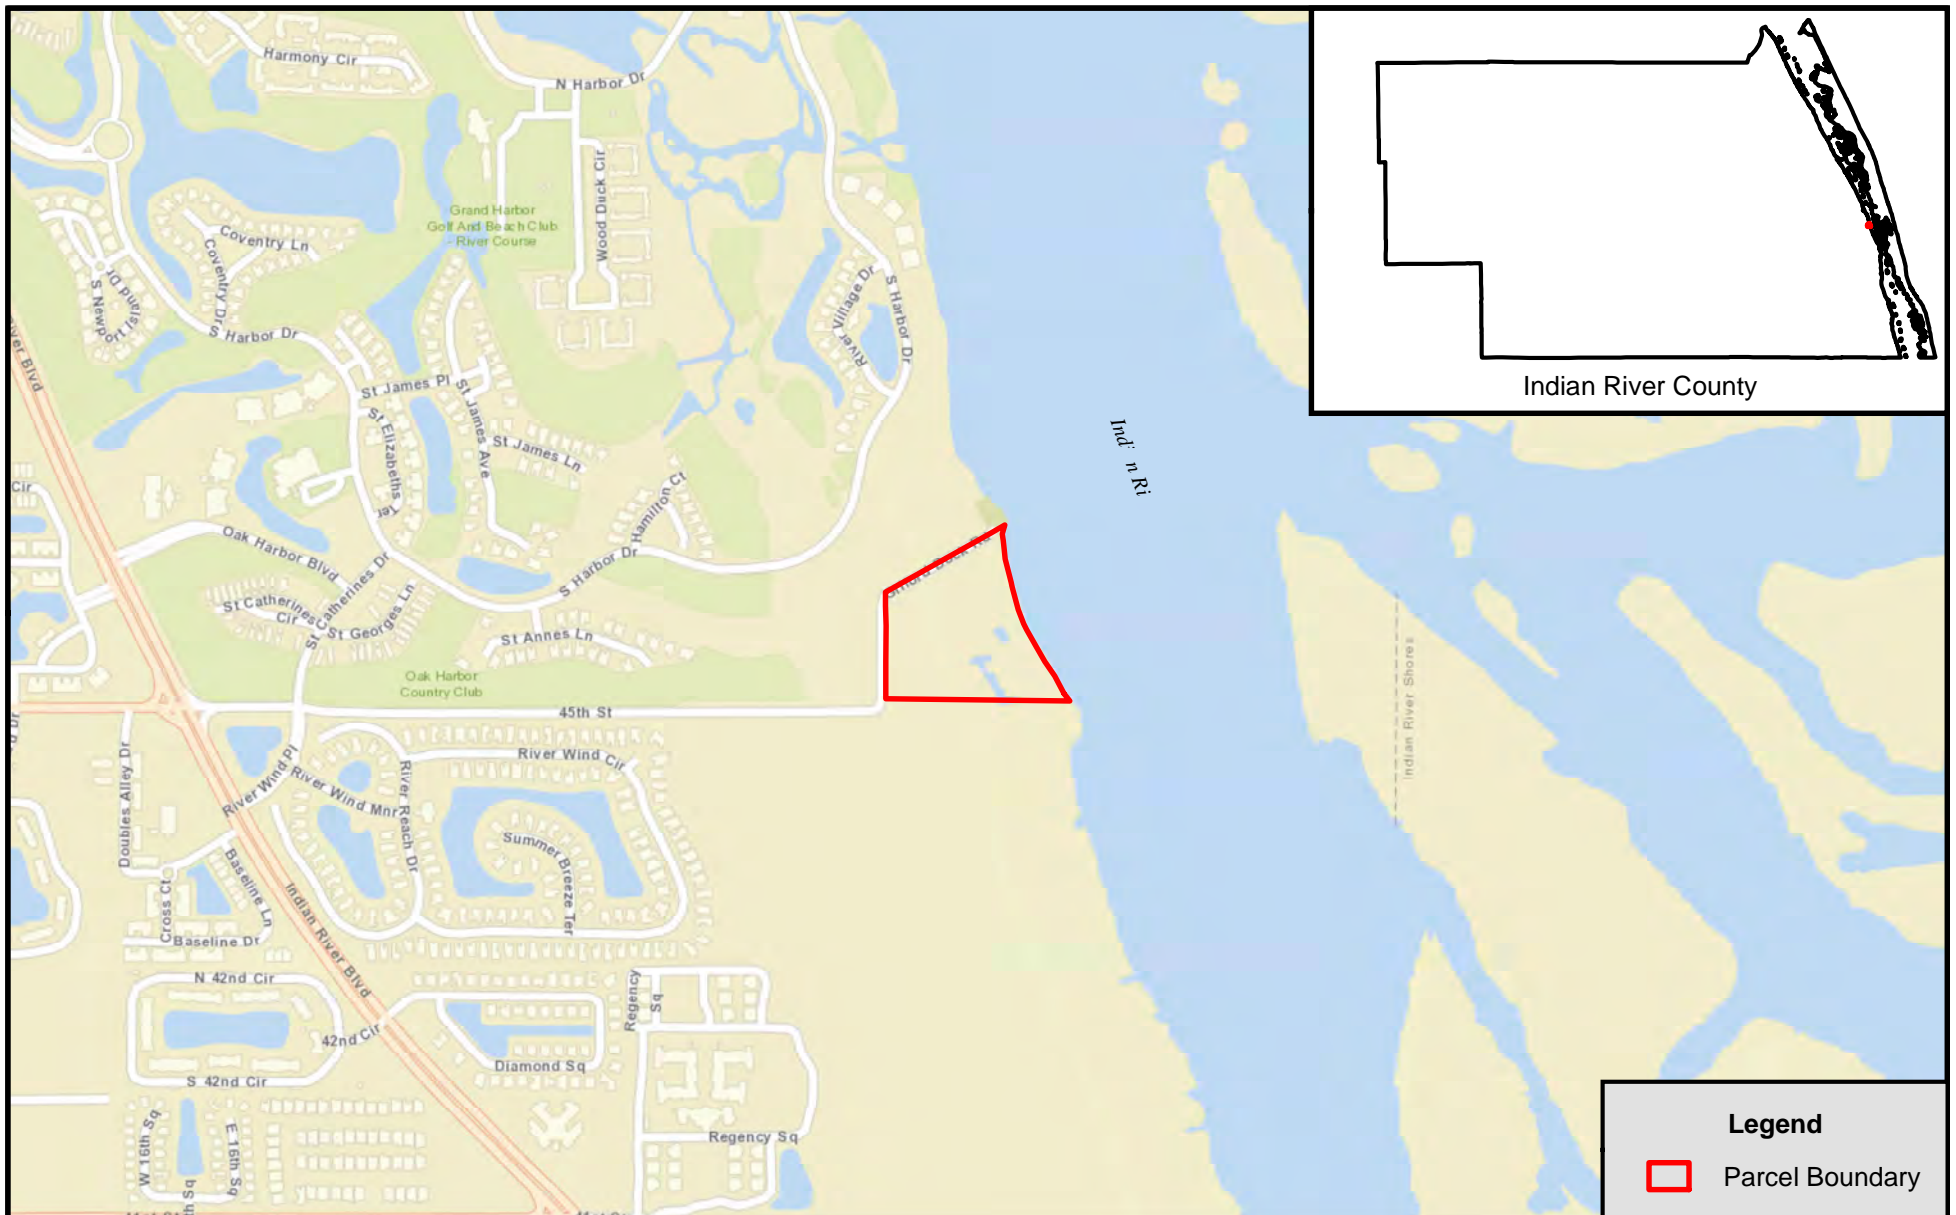 Harmony Cir
N Harbor Dr
Wood Duck Cir
Grand Harbor
Golf And Beach Club
- River Course
Coventry Ln
Coventry Dr
S Newport Island Dr
S Harbor Dr
River Village Dr
S Harbor Dr
St James Pl
St James Ave
St Elizabeths Ter
St James Ln
Hamilton Ct
Cir
Oak Harbor Blvd
St Catherines Dr
S Harbor Dr
St Catherines
Cir
St Georges Ln
St Annes Ln
Oak Harbor
Country Club
45th St
River Wind Cir
River Wind Pl
River Wind Mnr
River Reach Dr
Doubles Alley Dr
Summer Breeze Ter
Cross Ct
Baseline Ln
Baseline Dr
Indian River Blvd
N 42nd Cir
42nd Cir
S 42nd Cir
Regency
Sq
Diamond Sq
W 16th Sq
E 16th Sq
Regency Sq
Ind n Ri
Indian River Shores
Indian River County
Legend
Parcel Boundary